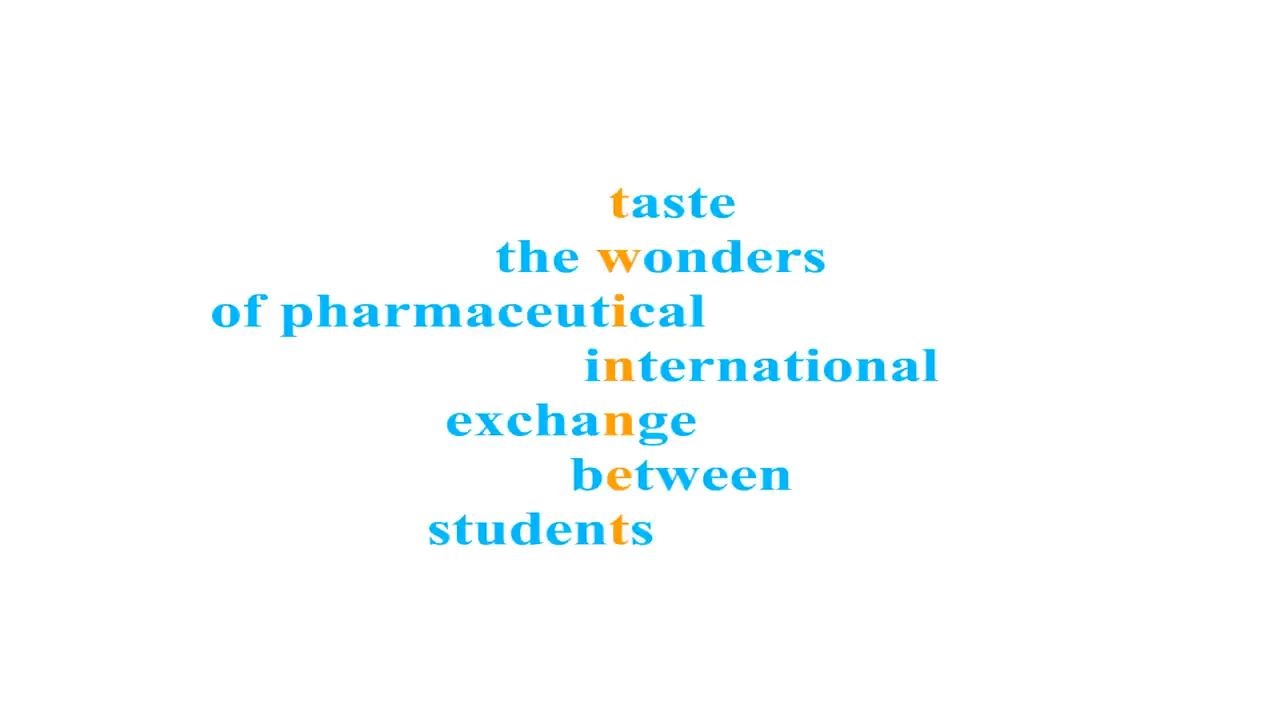 taste
the wonders
of pharmaceutical
international
exchange
between
students